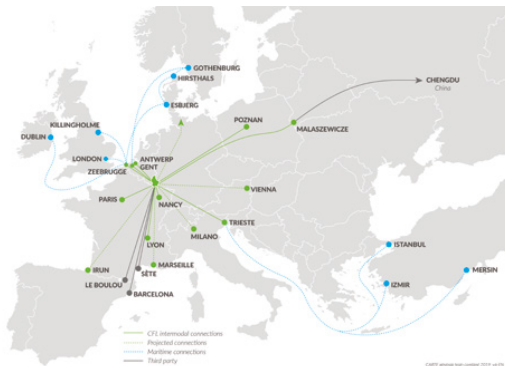 GOTHENBURG
HIRSTHALS
ESBJERG
CHENGDU
China
KILLINGHOLME
DUBLIN
POZNAN
MALASZEWICZE
LONDON
ANTWERP
GENT
ZEEBRUGGE
VIENNA
PARIS
NANCY
TRIESTE
LYON
MILANO
ISTANBUL
IRUN
MARSEILLE
SÈTE
LE BOULOU
BARCELONA
IZMIR
MERSIN
CFL intermodal connections
Projected connections
Maritime connections
Third party